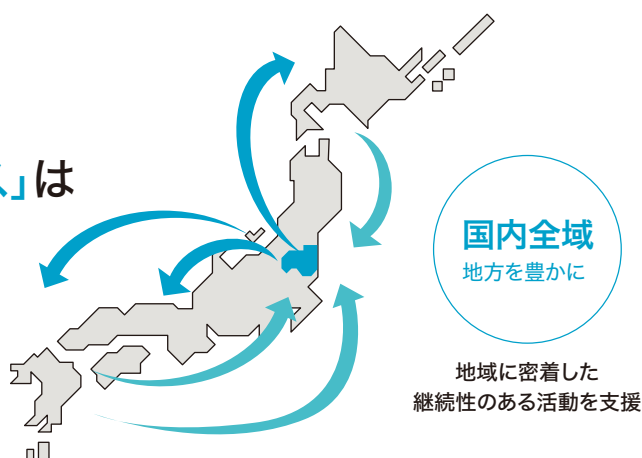 」は
国内全域
地方を豊かに
地域に密着した
継続性のある活動を支援